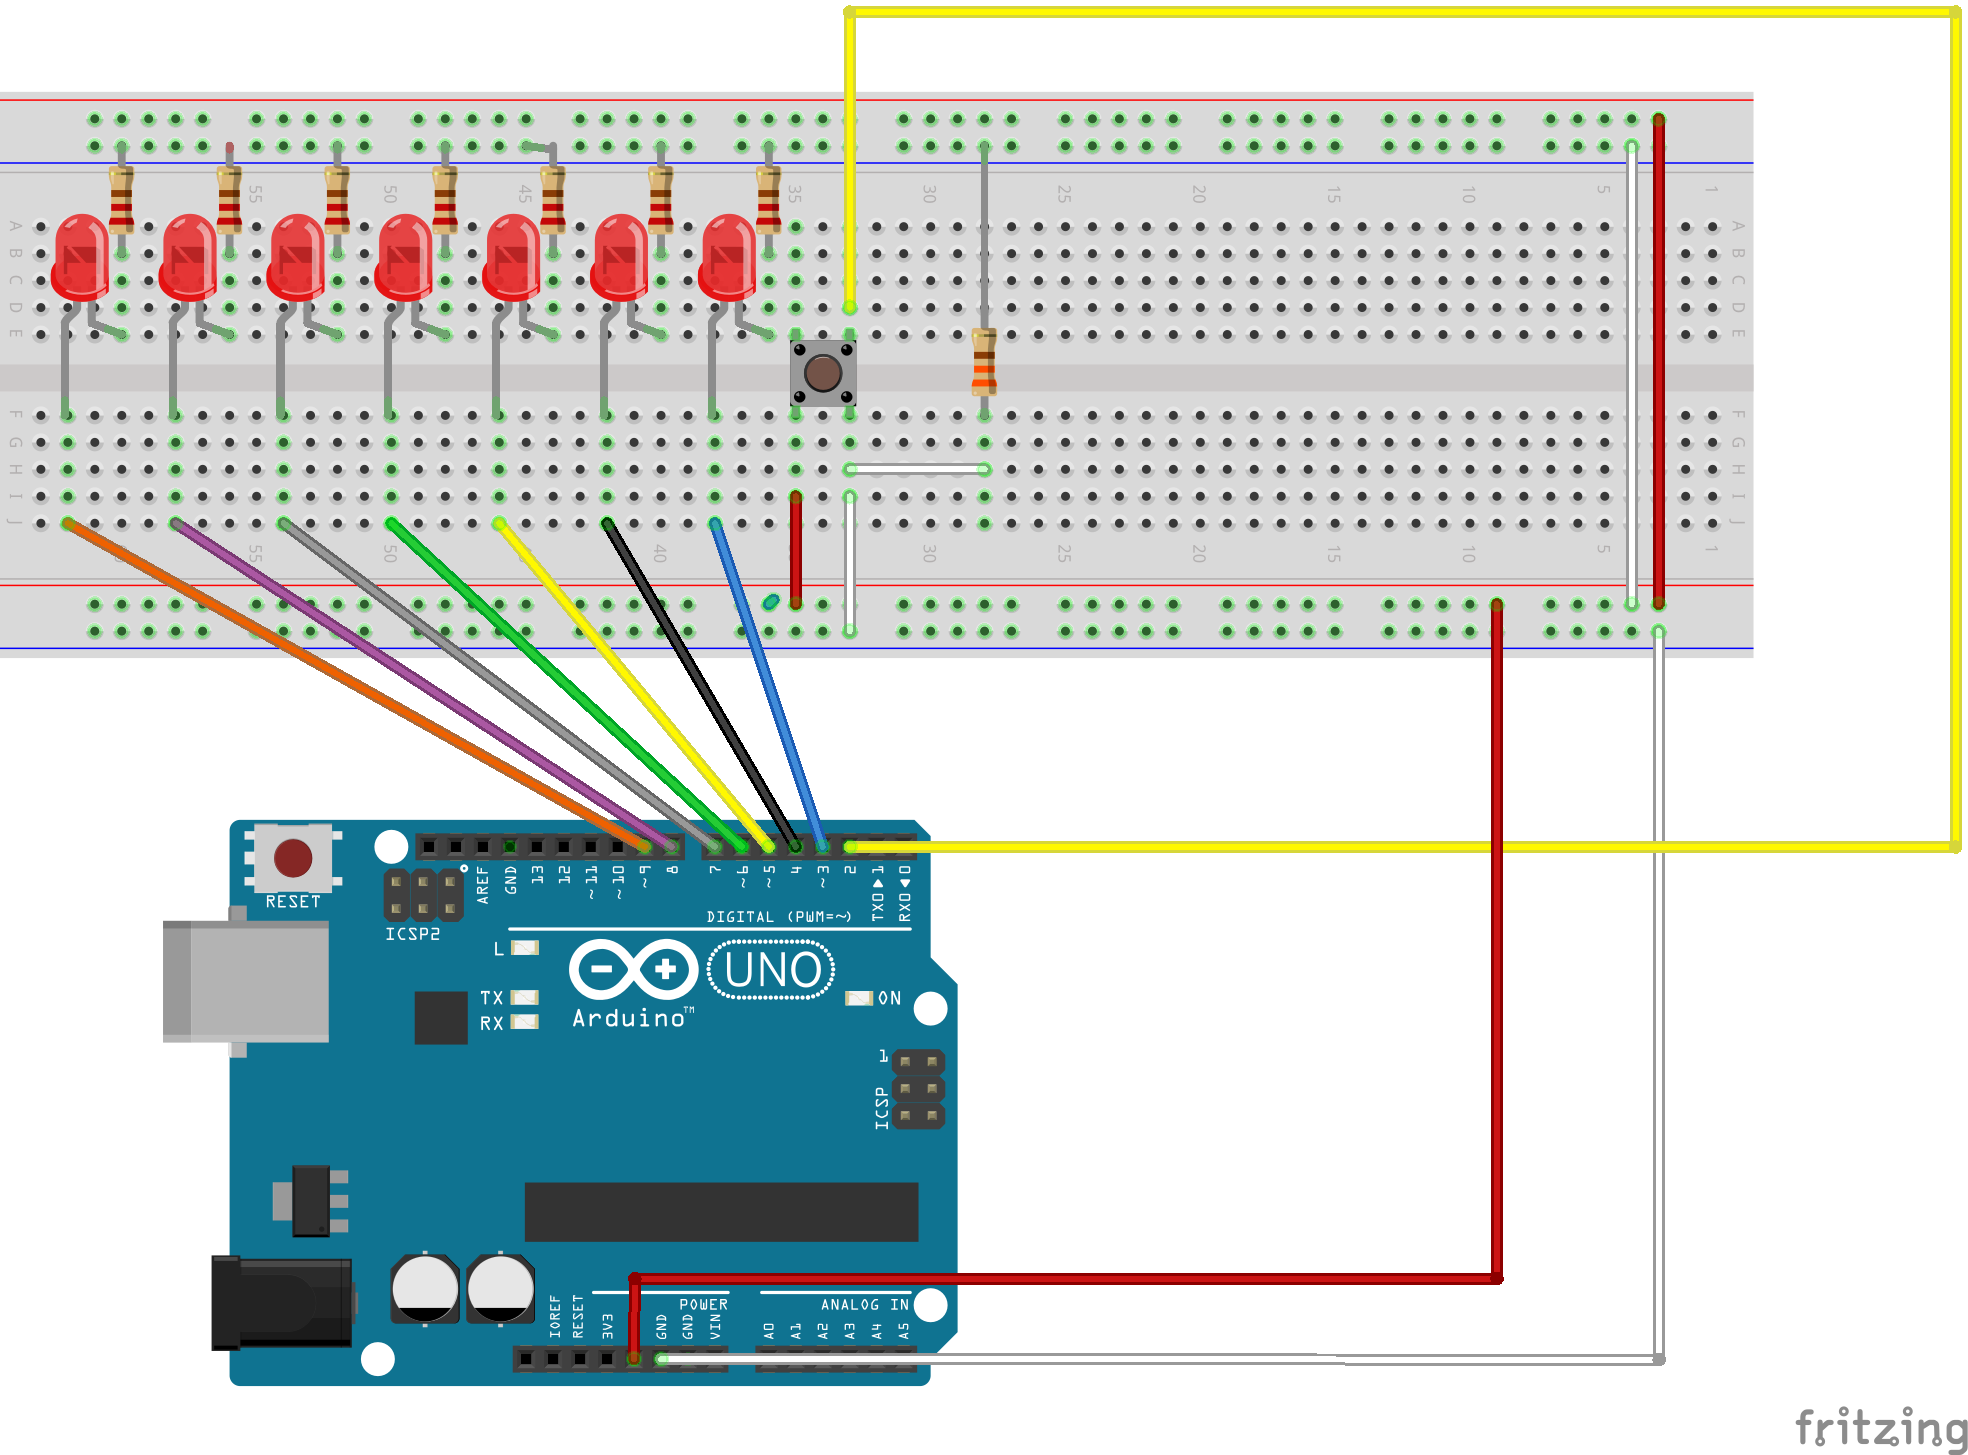 55 50 45 35 30 25 20 15 10 5 1
A A
B B
C C
D D
E E
F F
G G
H H
I I
J J
55 50 40 30 25 20 15 10 5 1
AREF GND 13 12 ~11 ~10 ~9 8 7 ~6 ~5 4 ~3 2 TX0▶1 RX0◀0
RESET
DIGITAL (PWM=~)
ICSP2
L
UNO
TX
ON
RX
Arduino™
1
ICSP
POWER
ANALOG IN
IOREF RESET 3V3 GND GND VIN A0 A1 A2 A3 A4 A5
fritzing